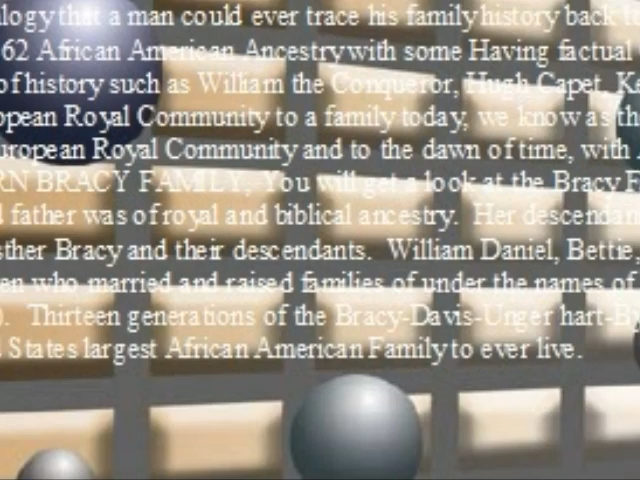 logy that a man could ever trace his family history back to
62 African American Ancestry with some Having factual
of history such as William the Conqueror, Hugh Capet, Ke
opean Royal Community to a family today, we know as the
uropean Royal Community and to the dawn of time, with
RN BRACY FAMILY, You will get a look at the Bracy F
d father was of royal and biblical ancestry. Her descendan
sther Bracy and their descendants. William Daniel, Bettie,
en who married and raised families of under the names of
). Thirteen generations of the Bracy-Davis-Unger hart-By
d States largest African American Family to ever live.